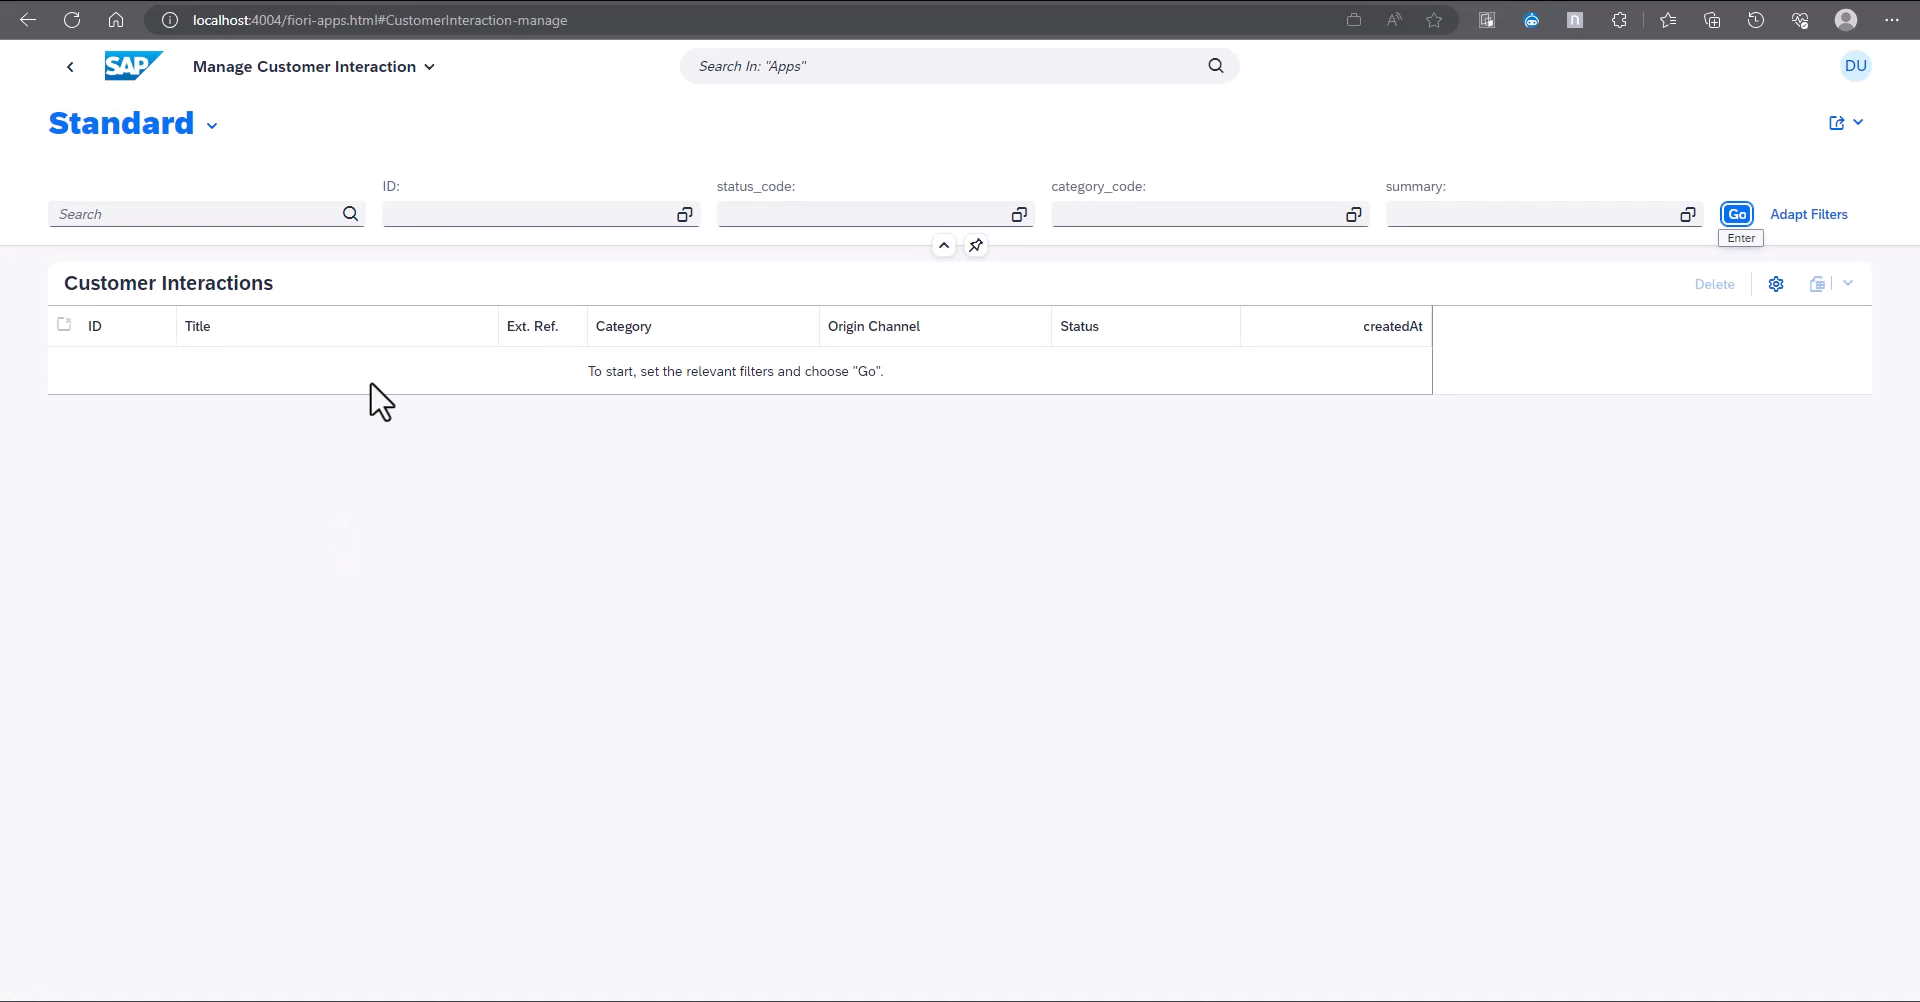 localhost:4004/fiori-apps.html#CustomerInteraction-manage
SAP
Manage Customer Interaction
Search In: "Apps"
DU
Standard
ID:
status_code:
category_code:
summary:
Search
Go
Adapt Filters
Enter
Customer Interactions
Delete
ID
Title
Ext. Ref.
Category
Origin Channel
Status
createdAt
To start, set the relevant filters and choose "Go".